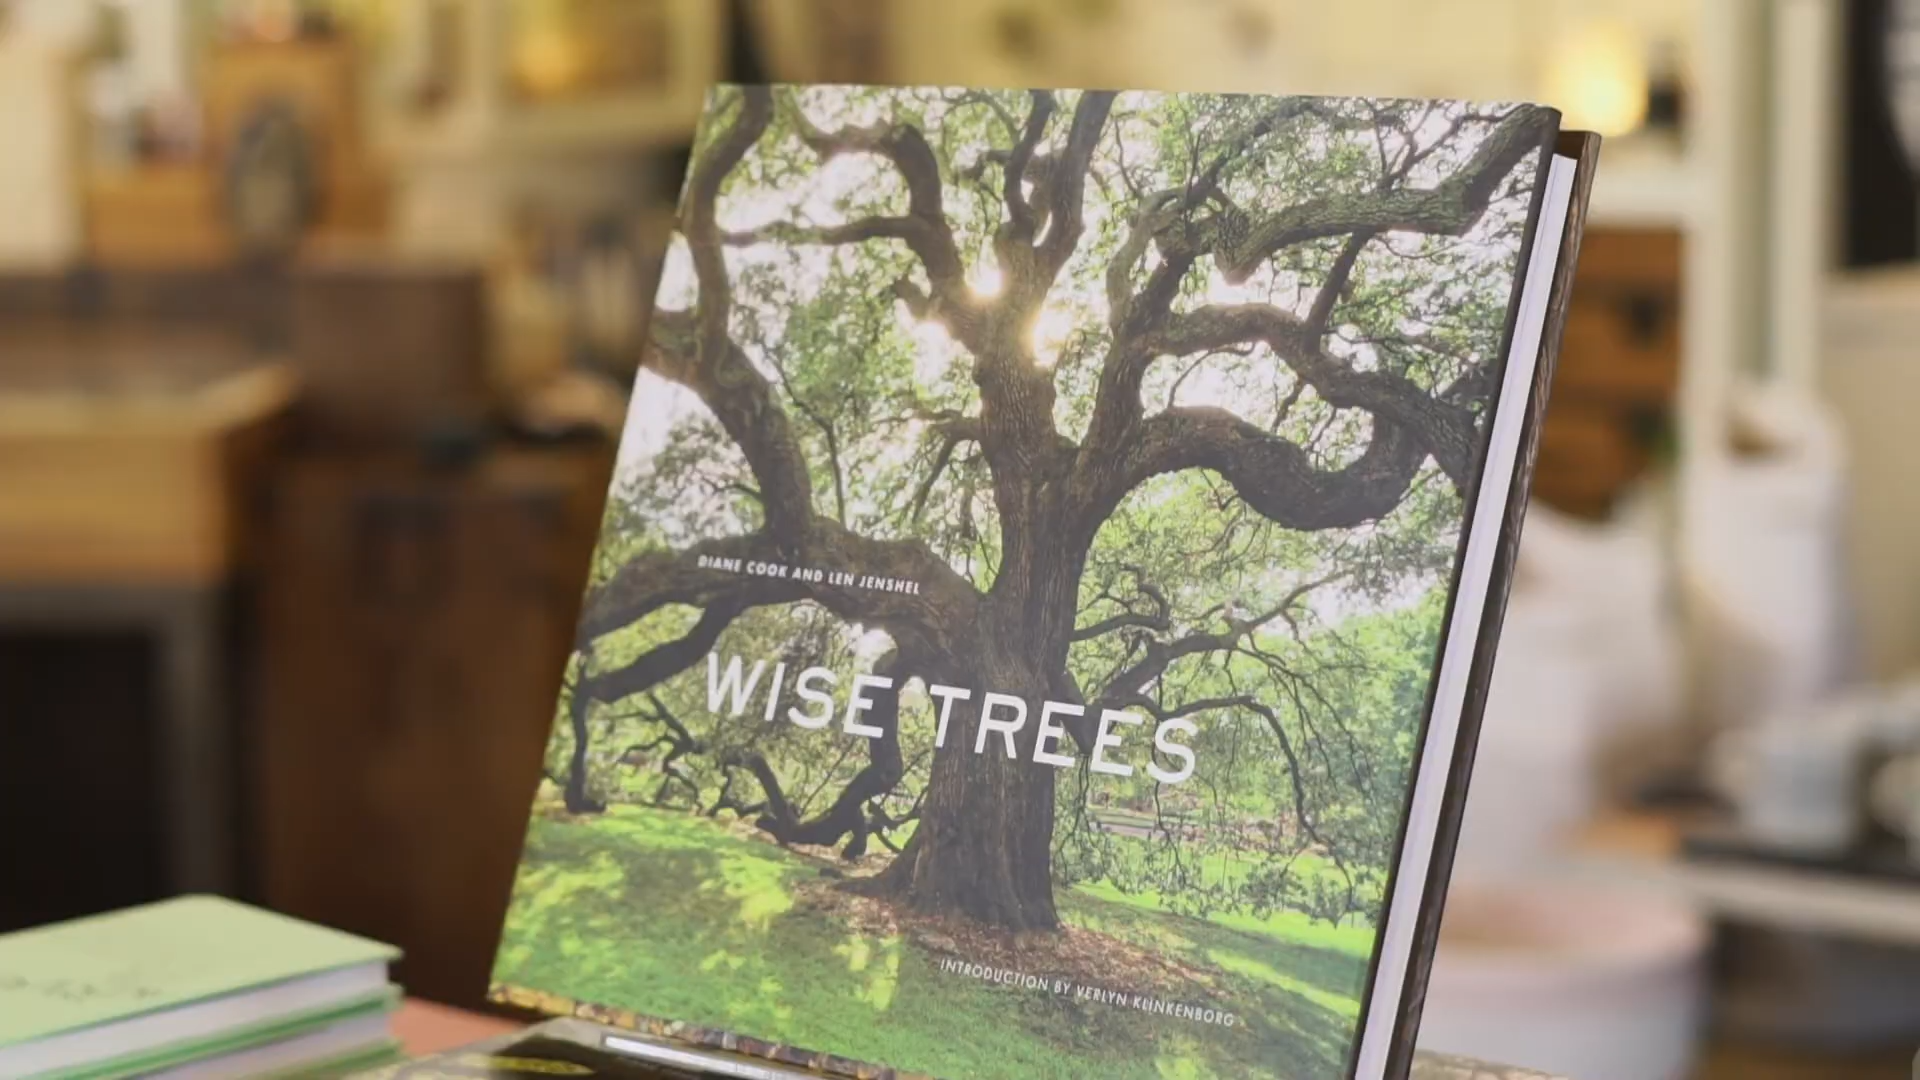 DIANE COOK AND LEN JENSHEL
WISE TREES
INTRODUCTION BY VERLYN KLINKENBORG